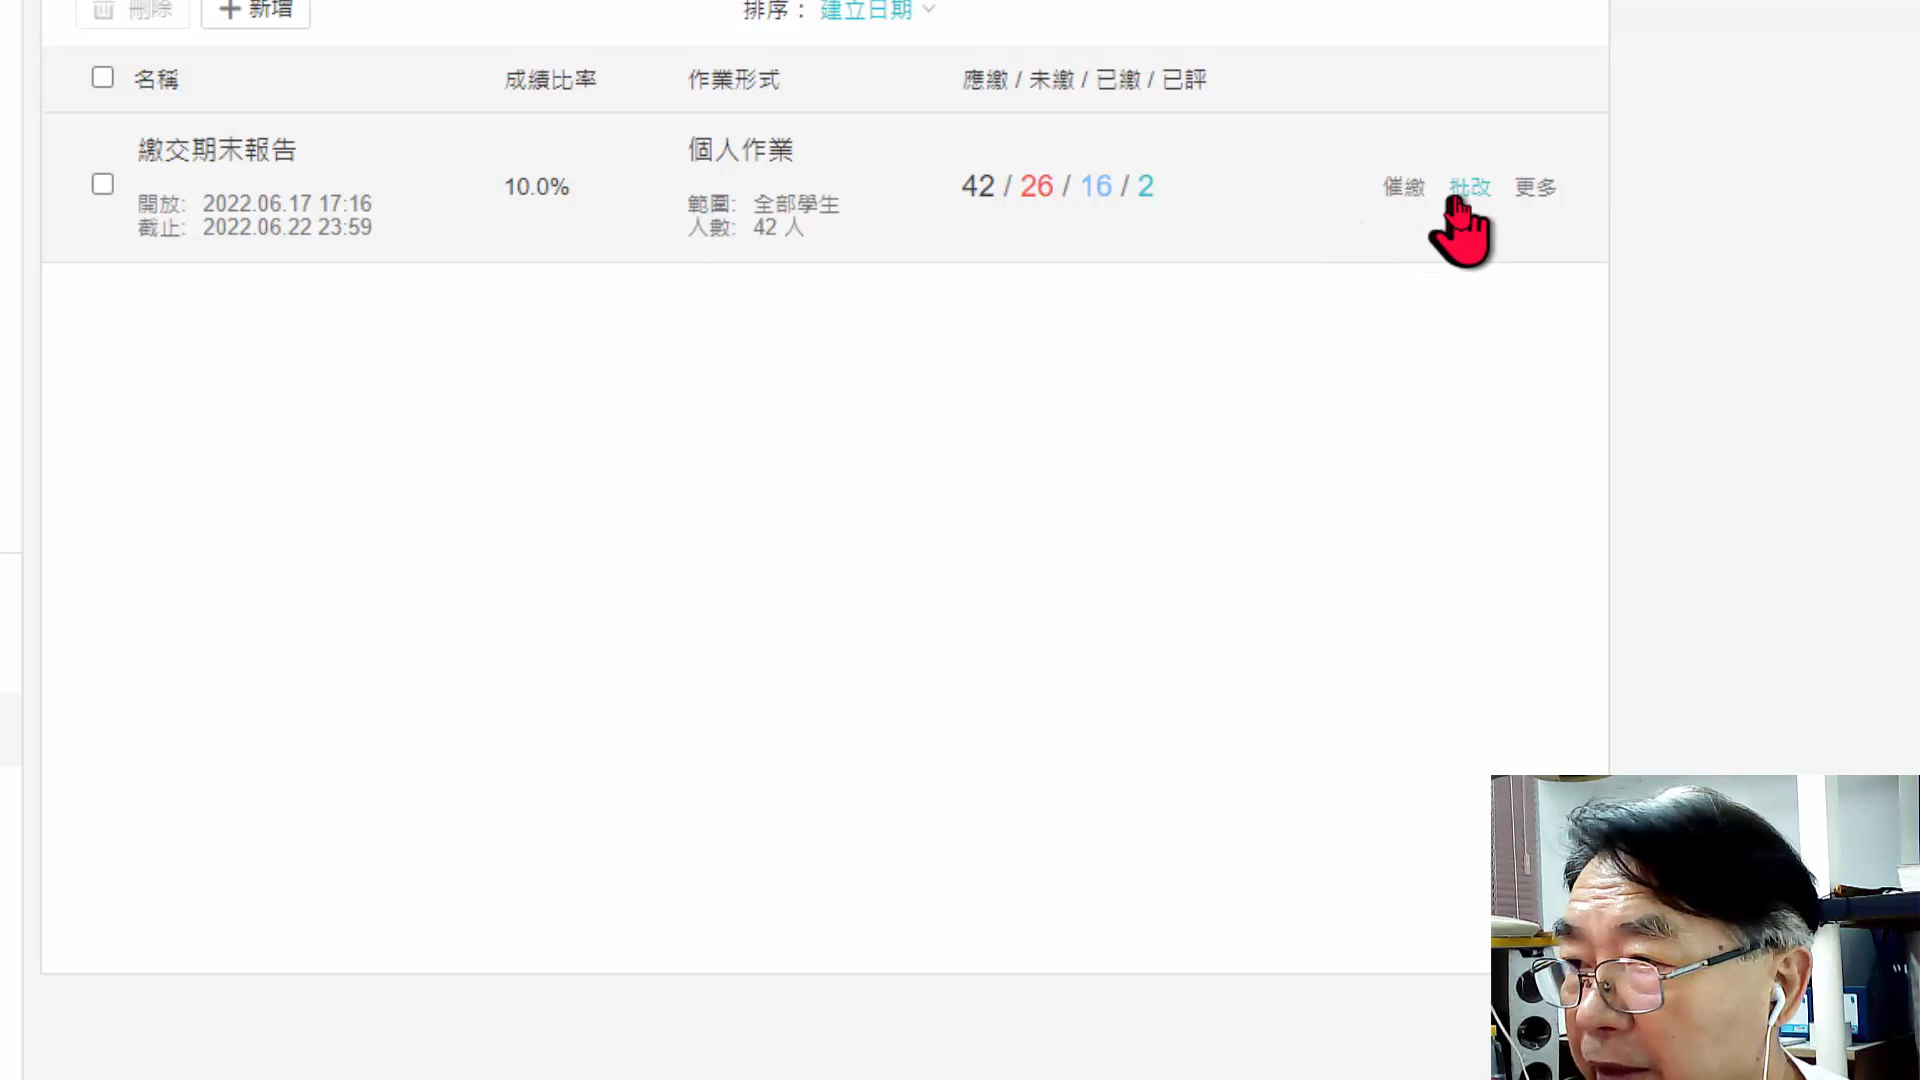 刪除 新增 排序： 建立日期
名稱 成績比率 作業形式 應繳 / 未繳 / 已繳 / 已評
繳交期末報告 個人作業
10.0% 42 / 26 / 16 / 2 催繳 批改 更多
開放: 2022.06.17 17:16 範圍: 全部學生
截止: 2022.06.22 23:59 人數: 42 人